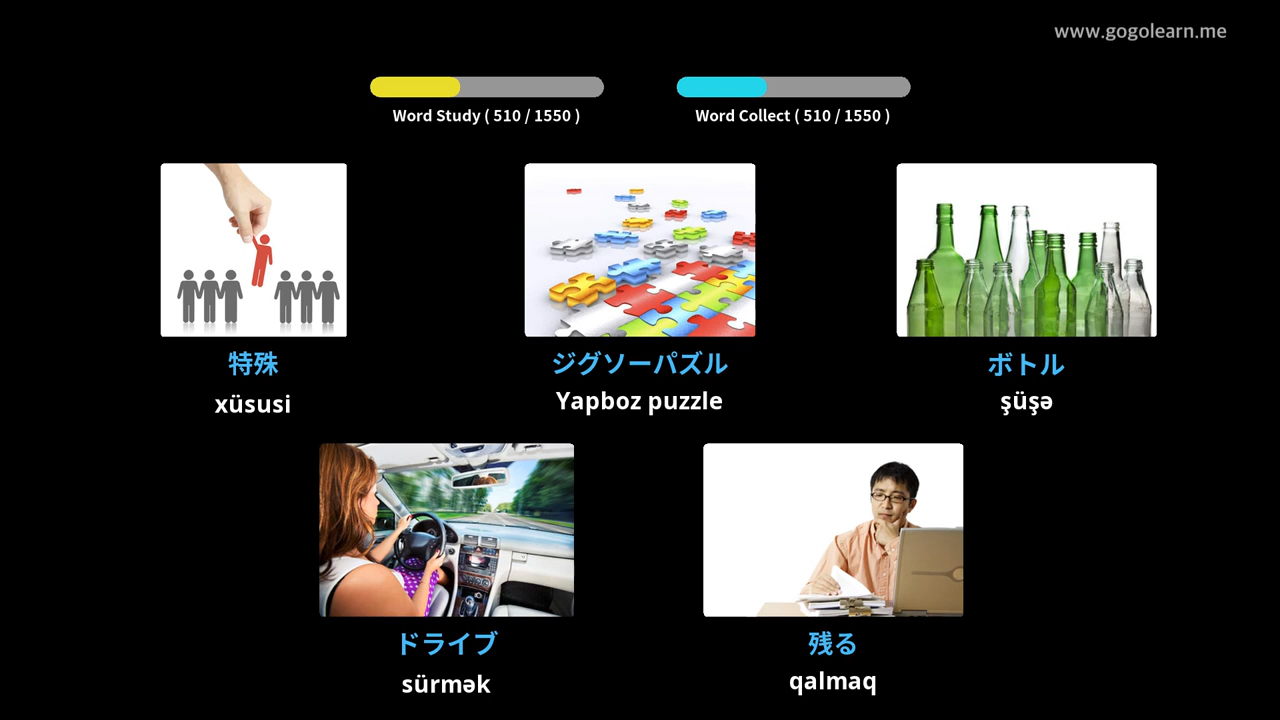 www.gogolearn.me
Word Study ( 510 / 1550 )
Word Collect ( 510 / 1550 )
特殊
xüsusi
ジグソーパズル
Yapboz puzzle
ボトル
şüşə
ドライブ
sürmək
残る
qalmaq